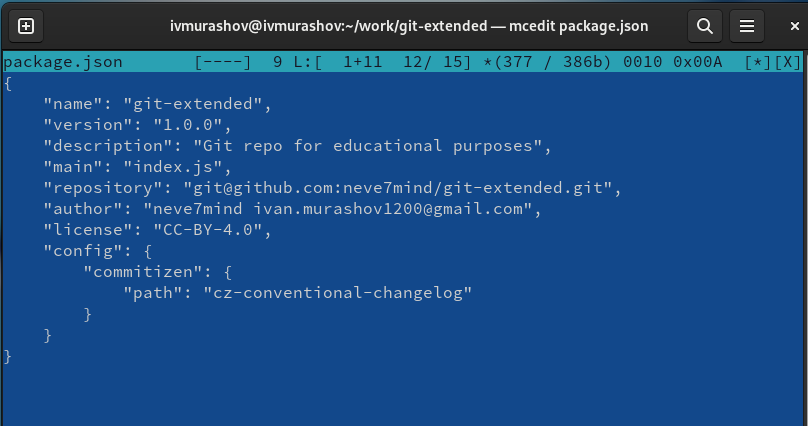 ivmurashov@ivmurashov:~/work/git-extended — mcedit package.json
package.json       [----]  9 L:[  1+11  12/ 15] *(377 / 386b) 0010 0x00A  [*][X]
{
    "name": "git-extended",
    "version": "1.0.0",
    "description": "Git repo for educational purposes",
    "main": "index.js",
    "repository": "git@github.com:neve7mind/git-extended.git",
    "author": "neve7mind ivan.murashov1200@gmail.com",
    "license": "CC-BY-4.0",
    "config": {
        "commitizen": {
            "path": "cz-conventional-changelog"
        }
    }
}